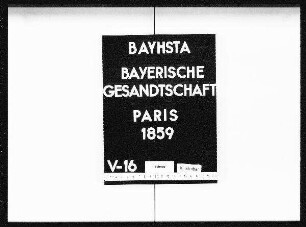 BAYHSTA
BAYERISCHE
GESANDTSCHAFT
PARIS
1859
V-16